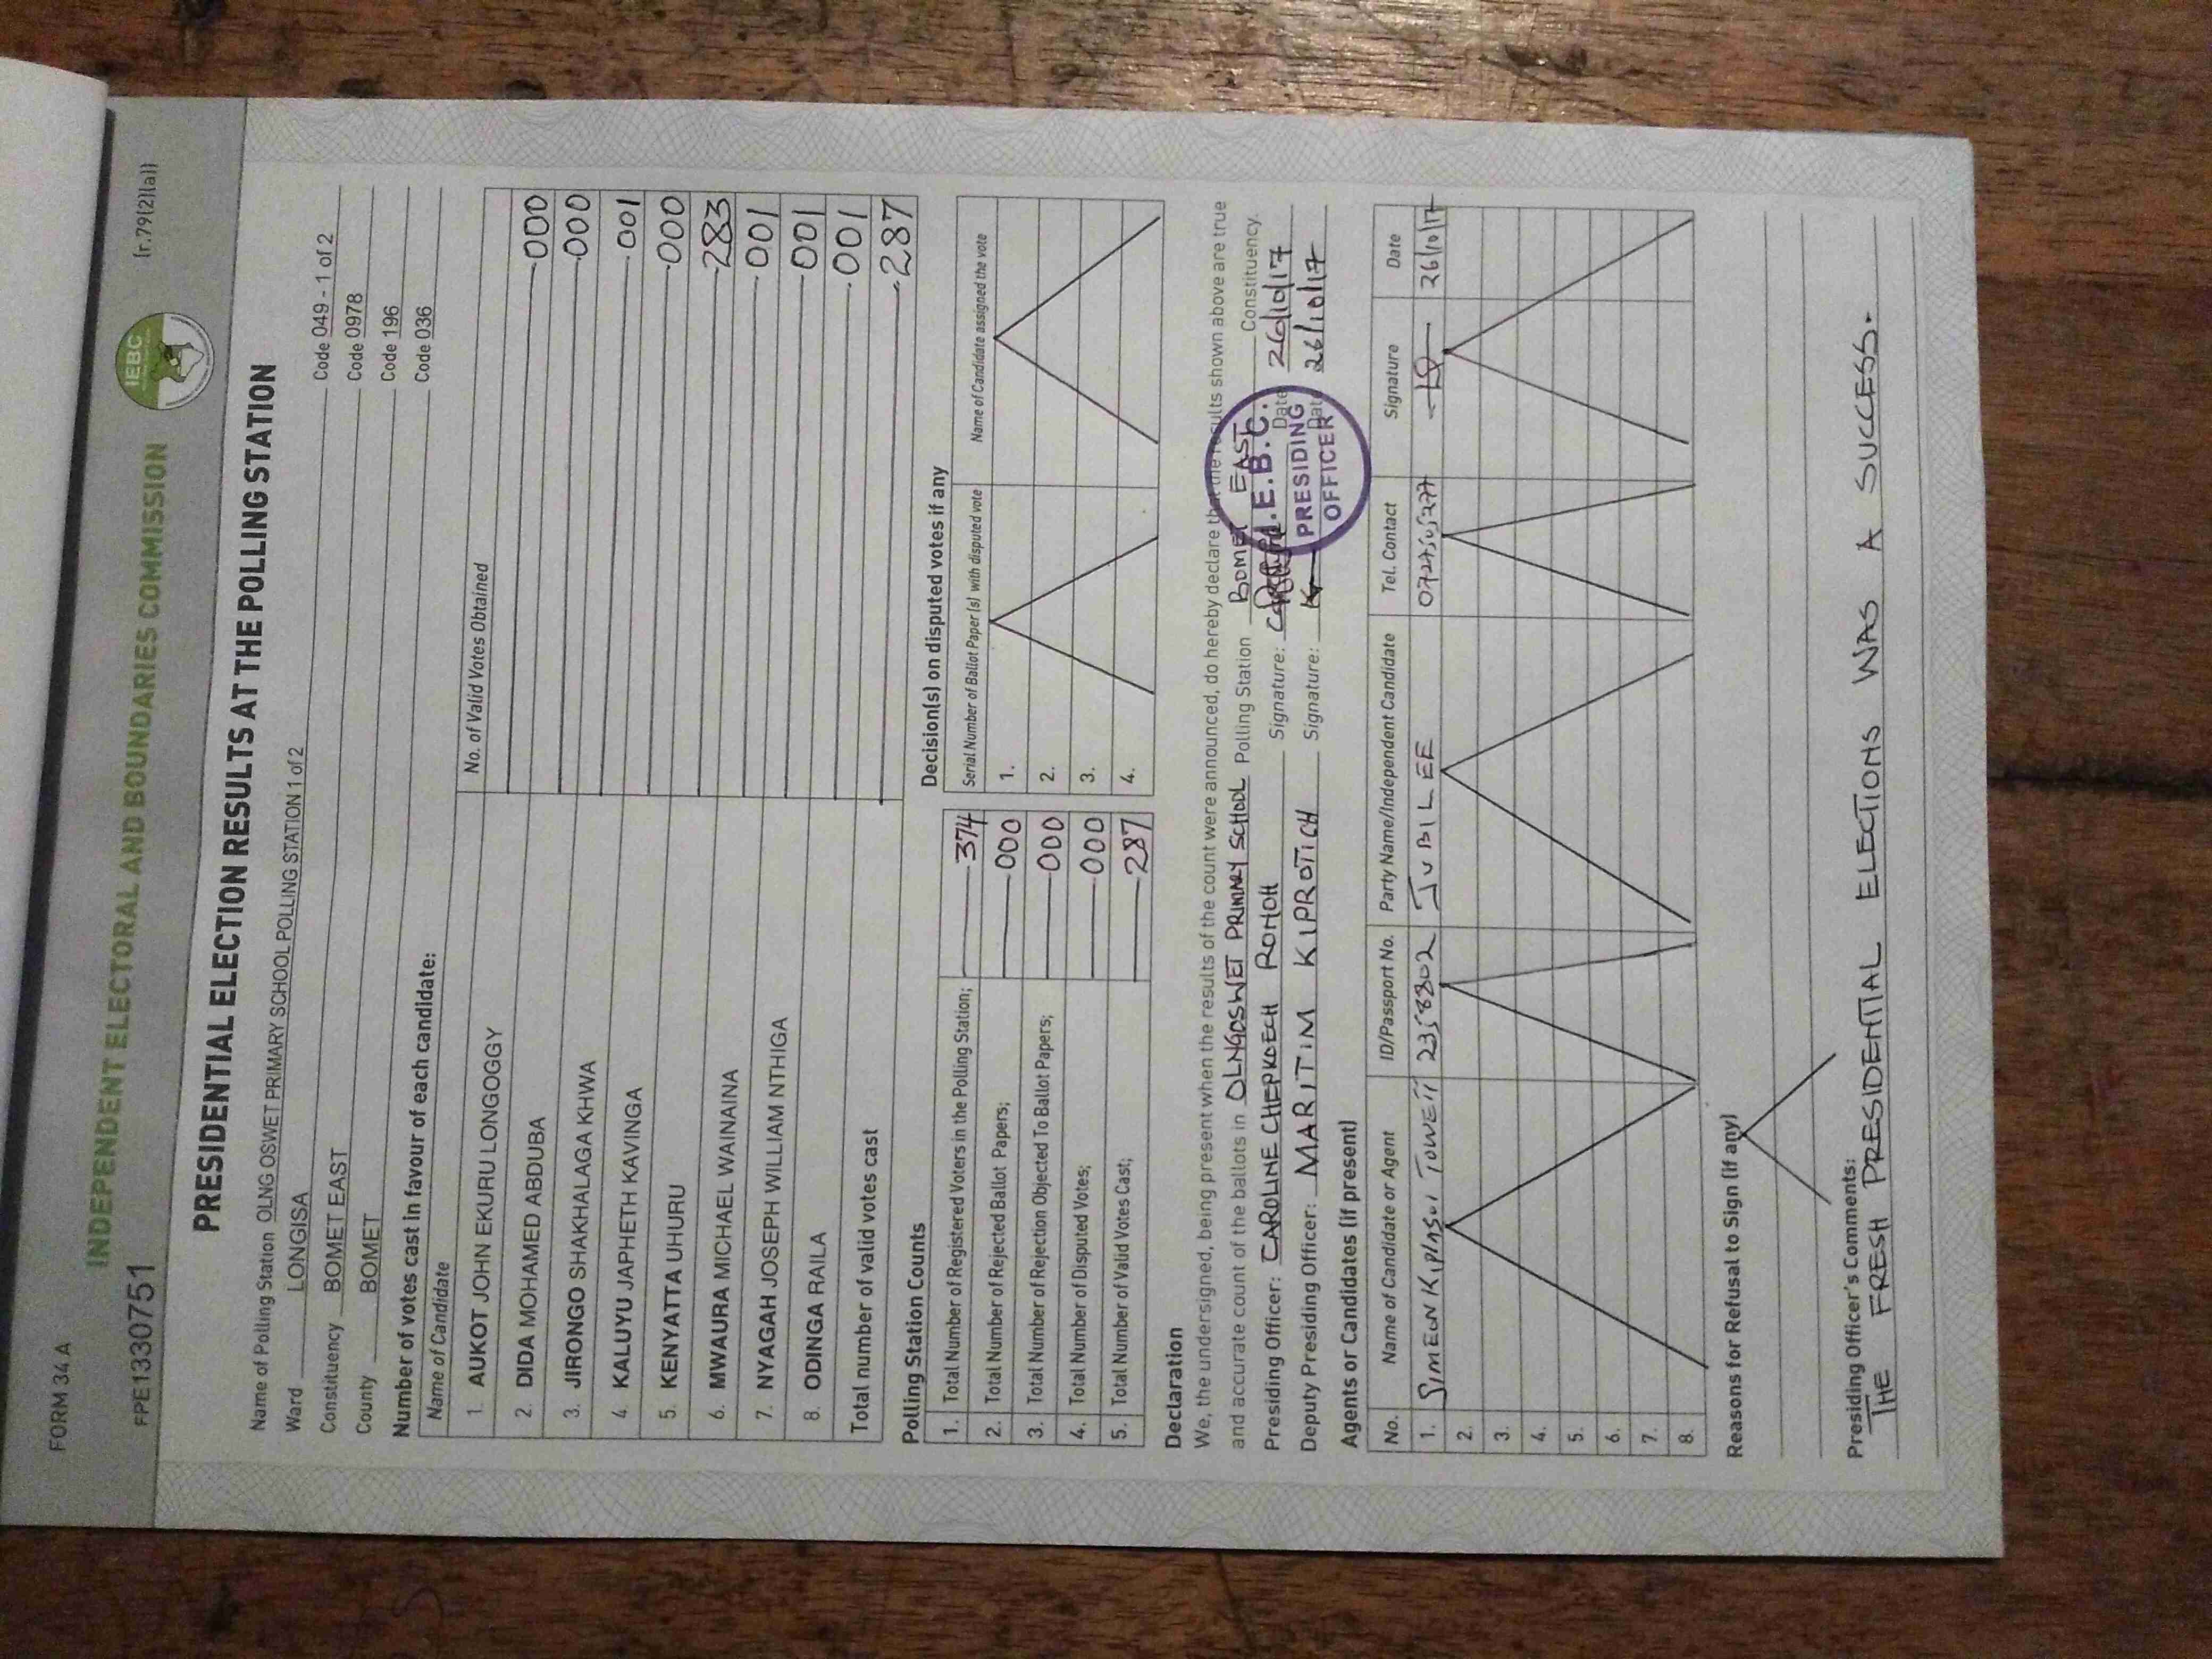 FORM 34 A
FPE1330751
INDEPENDENT ELECTORAL AND BOUNDARIES COMMISSION
IEBC
(r.79(2)(a))
PRESIDENTIAL ELECTION RESULTS AT THE POLLING STATION
Name of Polling Station OLNG OSWET PRIMARY SCHOOL POLLING STATION 1 of 2 Code 049 - 1 of 2
Ward LONGISA Code 0978
Constituency BOMET EAST Code 196
County BOMET Code 036
Number of votes cast in favour of each candidate:
Name of Candidate No. of Valid Votes Obtained
1. AUKOT JOHN EKURU LONGOGGY 000
2. DIDA MOHAMED ABDUBA 000
3. JIRONGO SHAKHALAGA KHWA 001
4 KALUYU JAPHETH KAVINGA 000
5. KENYATTA UHURU 283
6. MWAURA MICHAEL WAINAINA 001
7. NYAGAH JOSEPH WILLIAM NTHIGA 001
8. ODINGA RAILA 001
Total number of valid votes cast 287
Polling Station Counts
1. Total Number of Registered Voters in the Polling Station; 374
2. Total Number of Rejected Ballot Papers; 000
3. Total Number of Rejection Objected To Ballot Papers; 000
4. Total Number of Disputed Votes; 000
5. Total Number of Valid Votes Cast; 287
Decision(s) on disputed votes if any
Serial Number of Ballot Paper (s) with disputed vote Name of Candidate assigned the vote
1.
2.
3.
4.
Declaration
We, the undersigned, being present when the results of the count were announced, do hereby declare that the results shown above are true
and accurate count of the ballots in OLNGOSWET PRIMARY SCHOOL Polling Station BOMET EAST Constituency.
Presiding Officer: CAROLINE CHEPKOECH ROHOH Signature: Date 26/10/17
Deputy Presiding Officer: MARITIM KIPROTICH Signature: Date 26/10/17
I.E.B.C.
PRESIDING
OFFICER
Agents or Candidates (if present)
No. Name of Candidate or Agent ID/Passport No. Party Name/Independent Candidate Tel. Contact Signature Date
1. JUBILEE 26/10/17
2.
3.
4.
5.
6.
7.
8.
Reasons for Refusal to Sign (if any)
Presiding Officer's Comments:
THE FRESH PRESIDENTIAL ELECTIONS WAS A SUCCESS.